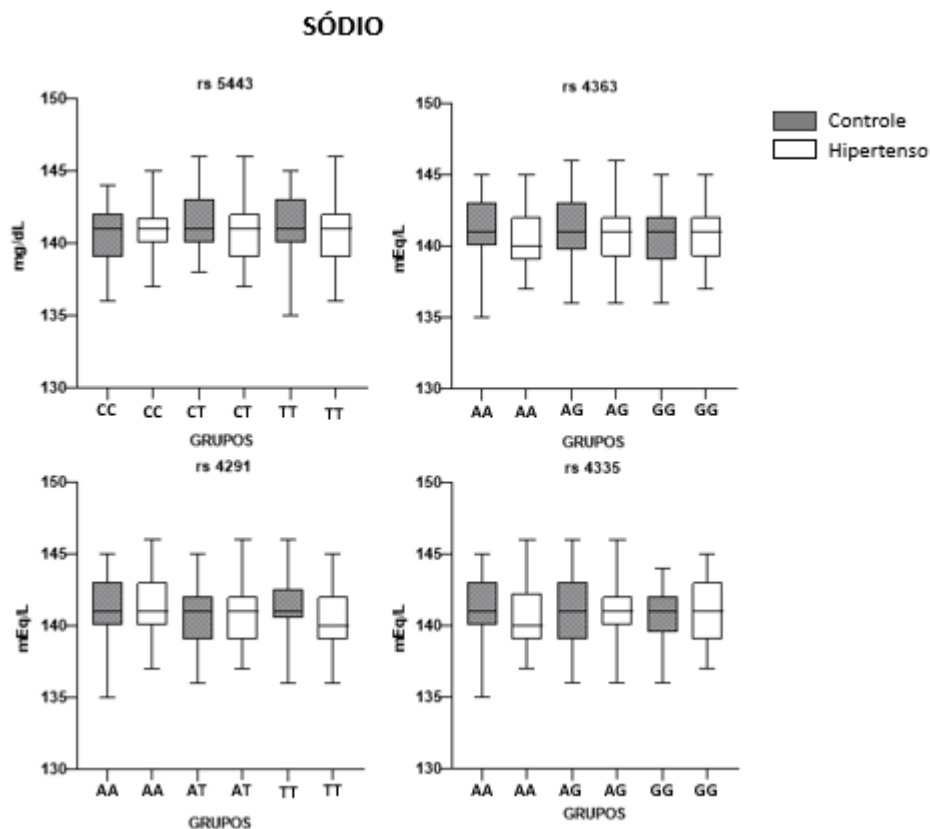 SÓDIO
rs 5443
150
145
140
135
130
mg/dL
CC CC CT CT TT TT
GRUPOS
rs 4363
150
145
140
135
130
mEq/L
AA AA AG AG GG GG
GRUPOS
Controle
Hipertenso
rs 4291
150
145
140
135
130
mEq/L
AA AA AT AT TT TT
GRUPOS
rs 4335
150
145
140
135
130
mEq/L
AA AA AG AG GG GG
GRUPOS